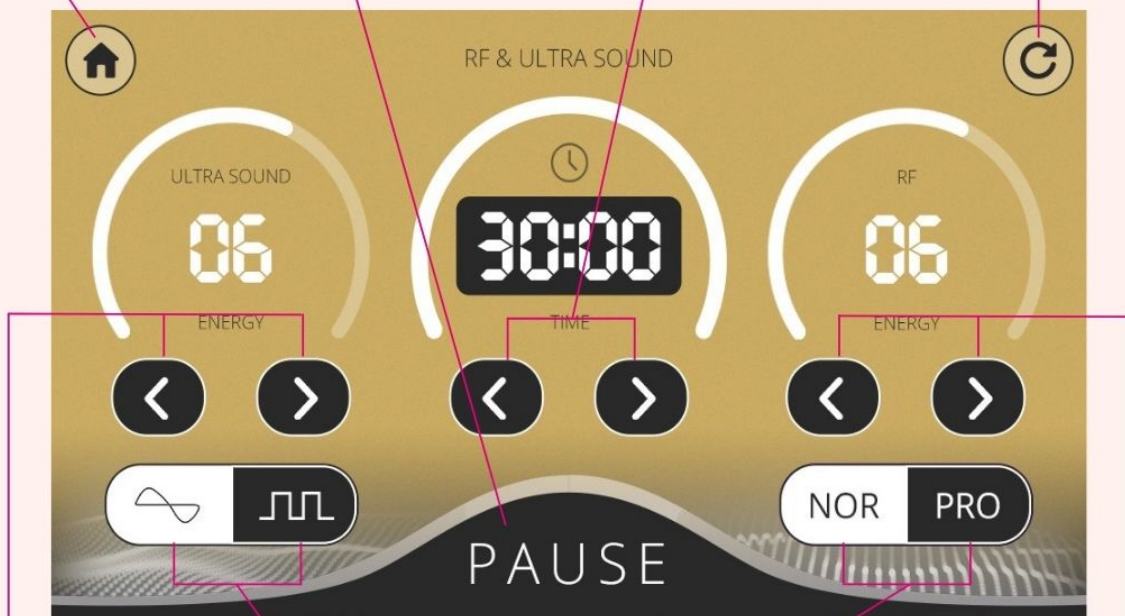 RF & ULTRA SOUND
ULTRA SOUND
06
ENERGY
30:00
TIME
RF
06
ENERGY
NOR PRO
PAUSE